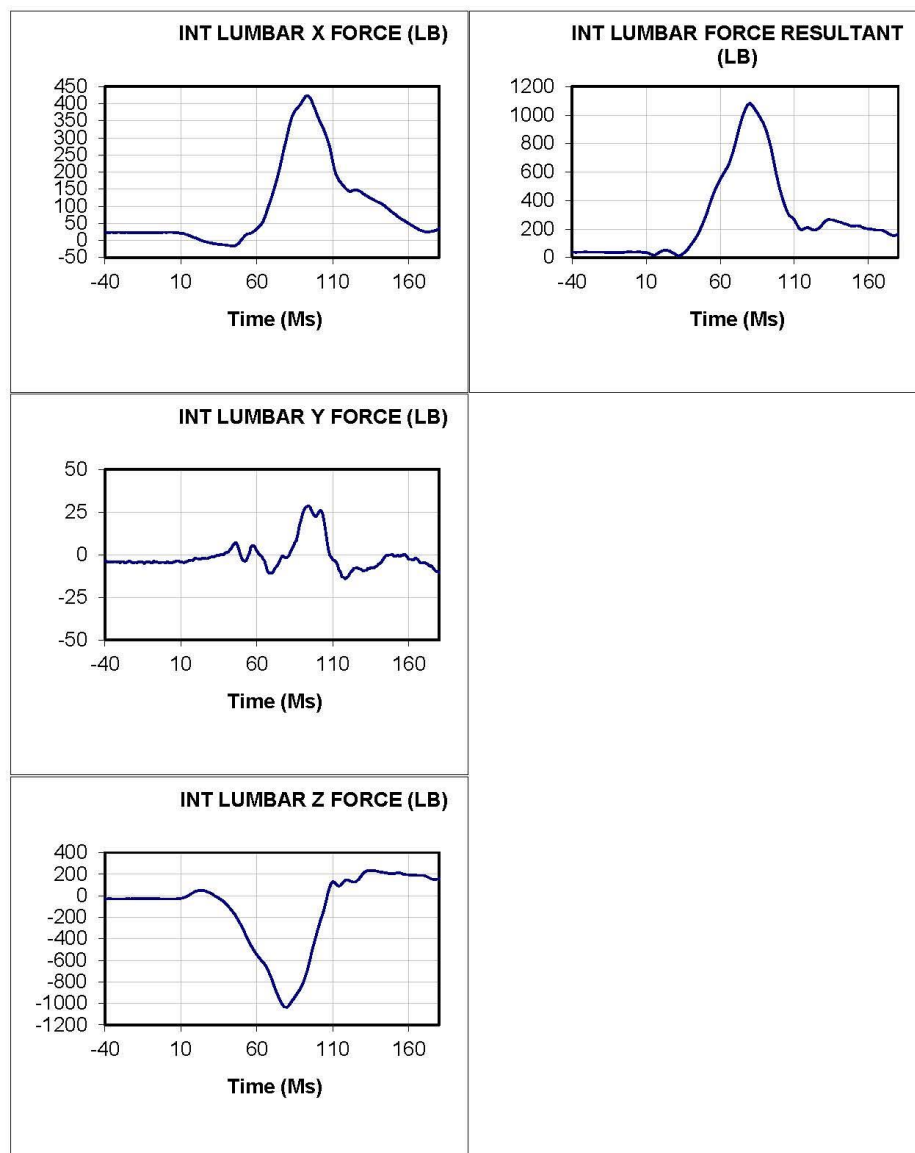 INT LUMBAR X FORCE (LB)
450
400
350
300
250
200
150
100
50
0
-50
-40 10 60 110 160
Time (Ms)
INT LUMBAR FORCE RESULTANT
(LB)
1200
1000
800
600
400
200
0
-40 10 60 110 160
Time (Ms)
INT LUMBAR Y FORCE (LB)
50
25
0
-25
-50
-40 10 60 110 160
Time (Ms)
INT LUMBAR Z FORCE (LB)
400
200
0
-200
-400
-600
-800
-1000
-1200
-40 10 60 110 160
Time (Ms)